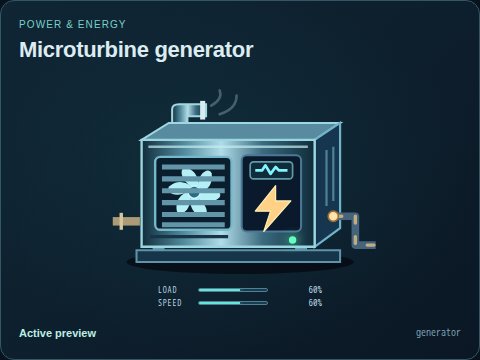 POWER & ENERGY
Microturbine generator
LOAD 60%
SPEED 60%
Active preview
generator